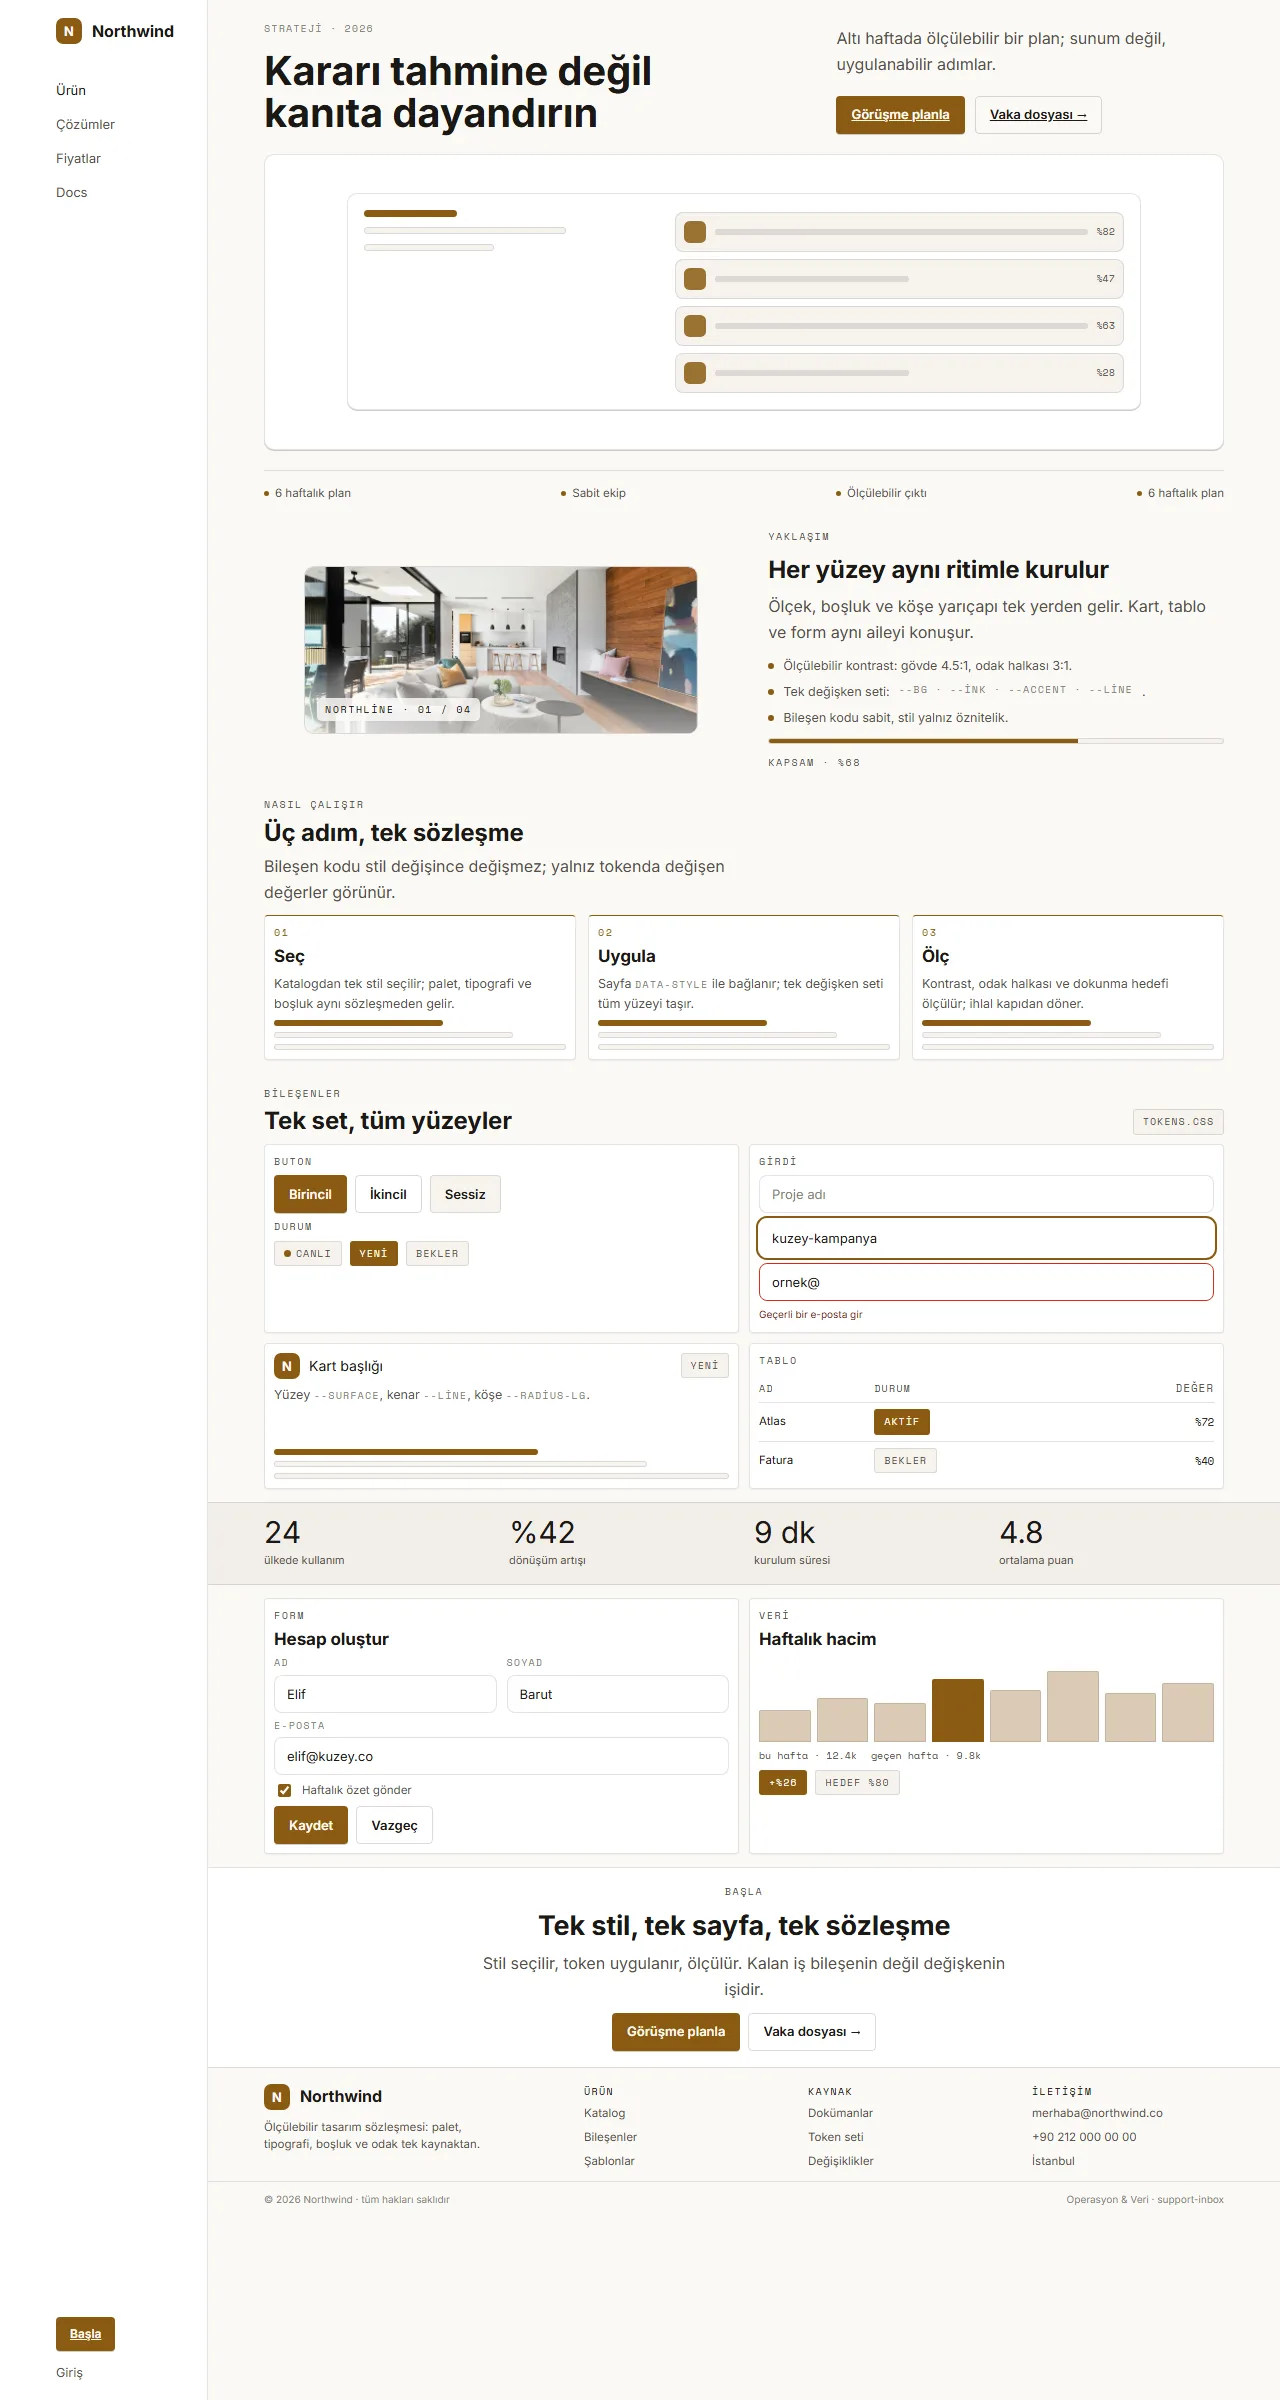 N Northwind
Ürün
Çözümler
Fiyatlar
Docs
STRATEJİ · 2026
Kararı tahmine değil
kanıta dayandırın
Altı haftada ölçülebilir bir plan; sunum değil,
uygulanabilir adımlar.
Görüşme planla
Vaka dosyası →
%82
%47
%63
%28
6 haftalık plan
Sabit ekip
Ölçülebilir çıktı
6 haftalık plan
NORTHLİNE · 01 / 04
YAKLAŞIM
Her yüzey aynı ritimle kurulur
Ölçek, boşluk ve köşe yarıçapı tek yerden gelir. Kart, tablo
ve form aynı aileyi konuşur.
Ölçülebilir kontrast: gövde 4.5:1, odak halkası 3:1.
Tek değişken seti: --BG · --İNK · --ACCENT · --LİNE .
Bileşen kodu sabit, stil yalnız öznitelik.
KAPSAM · %68
NASIL ÇALIŞIR
Üç adım, tek sözleşme
Bileşen kodu stil değişince değişmez; yalnız tokenda değişen
değerler görünür.
01
Seç
Katalogdan tek stil seçilir; palet, tipografi ve
boşluk aynı sözleşmeden gelir.
02
Uygula
Sayfa DATA-STYLE ile bağlanır; tek değişken seti
tüm yüzeyi taşır.
03
Ölç
Kontrast, odak halkası ve dokunma hedefi
ölçülür; ihlal kapıdan döner.
BİLEŞENLER
Tek set, tüm yüzeyler
TOKENS.CSS
BUTON
Birincil
İkincil
Sessiz
DURUM
CANLI
YENİ
BEKLER
GİRDİ
Proje adı
kuzey-kampanya
ornek@
Geçerli bir e-posta gir
N Kart başlığı
YENİ
Yüzey --SURFACE, kenar --LİNE, köşe --RADİUS-LG.
TABLO
AD DURUM DEĞER
Atlas AKTİF %72
Fatura BEKLER %40
24
ülkede kullanım
%42
dönüşüm artışı
9 dk
kurulum süresi
4.8
ortalama puan
FORM
Hesap oluştur
AD
SOYAD
Elif
Barut
E-POSTA
elif@kuzey.co
Haftalık özet gönder
Kaydet
Vazgeç
VERİ
Haftalık hacim
bu hafta · 12.4k geçen hafta · 9.8k
+%26
HEDEF %80
BAŞLA
Tek stil, tek sayfa, tek sözleşme
Stil seçilir, token uygulanır, ölçülür. Kalan iş bileşenin değil değişkenin
işidir.
Görüşme planla
Vaka dosyası →
N Northwind
Ölçülebilir tasarım sözleşmesi: palet,
tipografi, boşluk ve odak tek kaynaktan.
ÜRÜN
Katalog
Bileşenler
Şablonlar
KAYNAK
Dokümanlar
Token seti
Değişiklikler
İLETİŞİM
merhaba@northwind.co
+90 212 000 00 00
İstanbul
© 2026 Northwind · tüm hakları saklıdır
Operasyon & Veri · support-inbox
Başla
Giriş